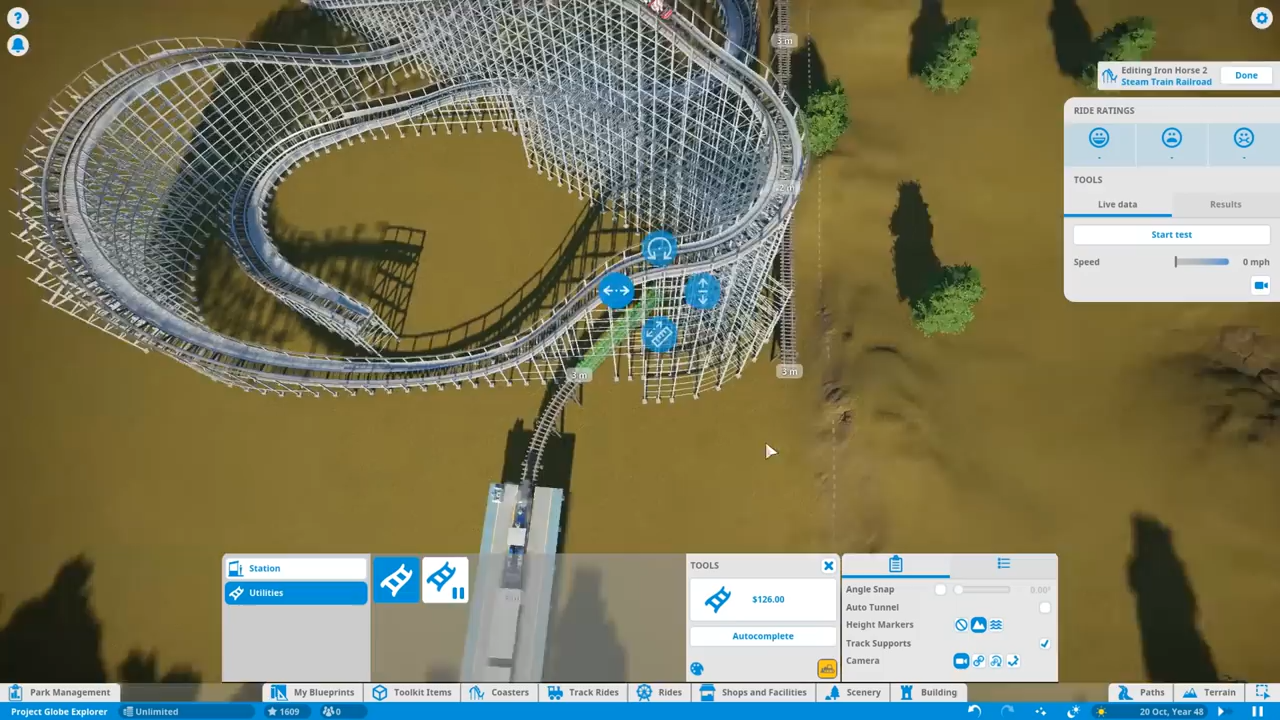 ?
3 m
Editing Iron Horse 2
Steam Train Railroad
Done
RIDE RATINGS
- - -
TOOLS
Live data
Results
Start test
Speed
0 mph
2 m
3 m
3 m
Station
Utilities
TOOLS
$126.00
Autocomplete
Angle Snap
0.00°
Auto Tunnel
Height Markers
Track Supports
Camera
Park Management
My Blueprints
Toolkit Items
Coasters
Track Rides
Rides
Shops and Facilities
Scenery
Building
Paths
Terrain
Project Globe Explorer
Unlimited
1609
0
20 Oct, Year 48